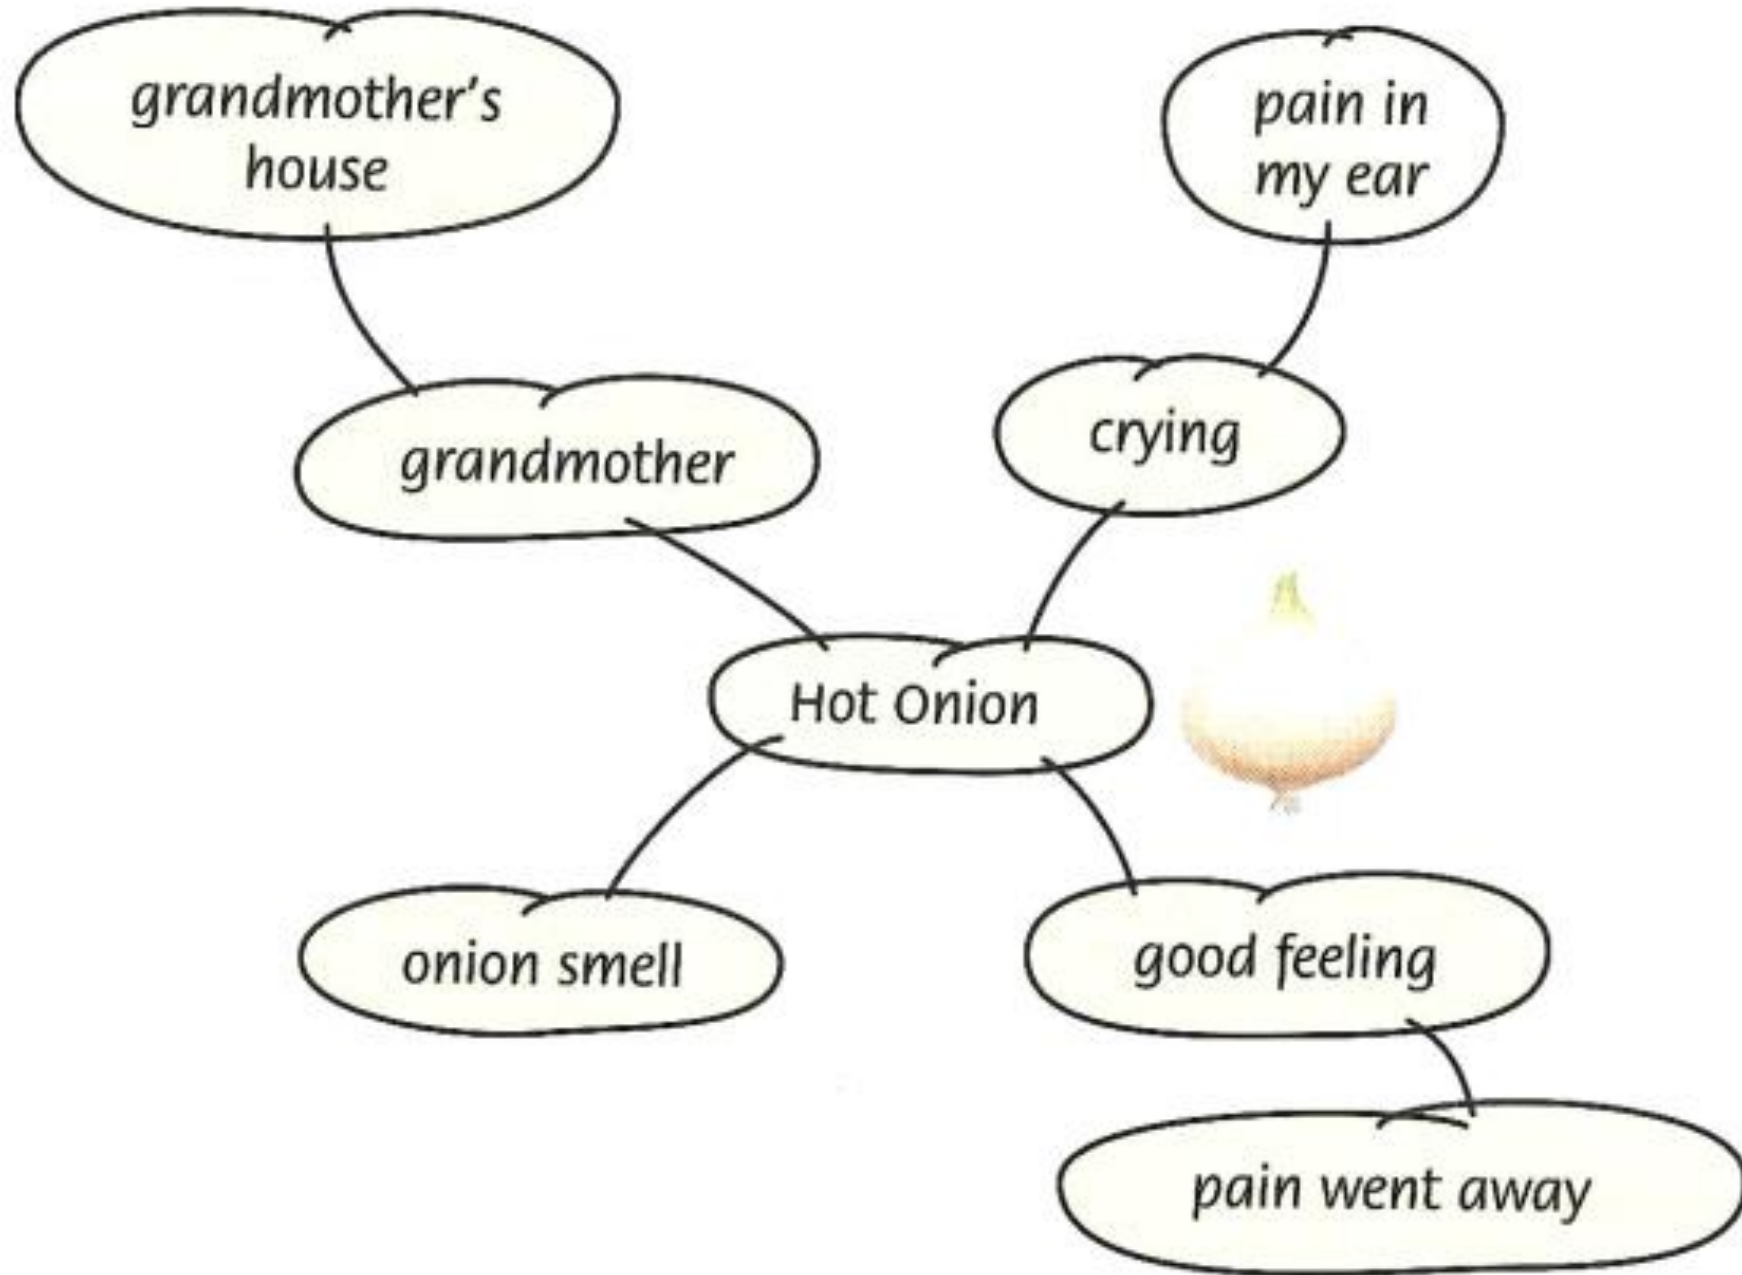 grandmother's
house
pain in
my ear
grandmother
crying
Hot Onion
onion smell
good feeling
pain went away